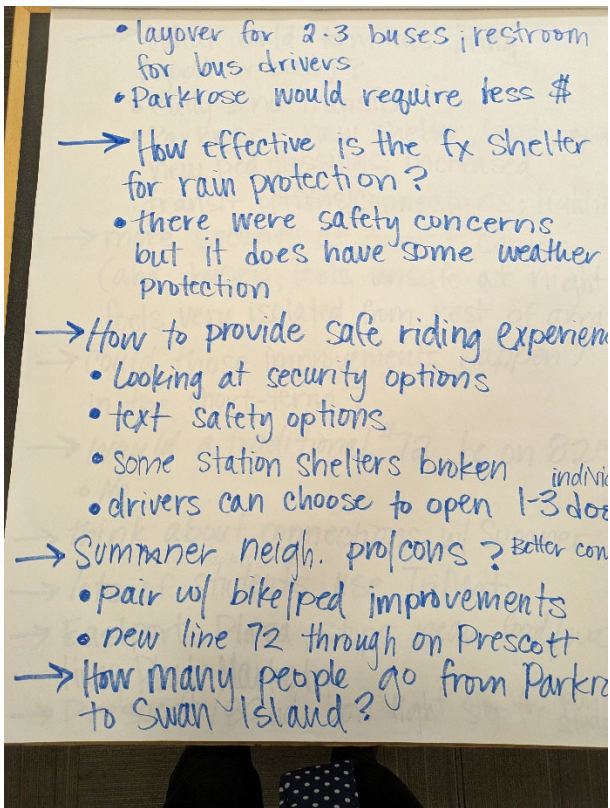 • layover for 2-3 buses; restroom
for bus drivers
• Parkrose would require less $
→ How effective is the fx shelter
for rain protection?
• there were safety concerns
but it does have some weather
protection
→ How to provide safe riding experien
• Looking at security options
• text safety options
• some station shelters broken
indivi
• drivers can choose to open 1-3 doo
→ Sumnaner neigh. pro/cons? Better con
• pair w/ bike/ped improvements
• new line 72 through on Prescott
→ How many people go from Parkro
to Swan Island?